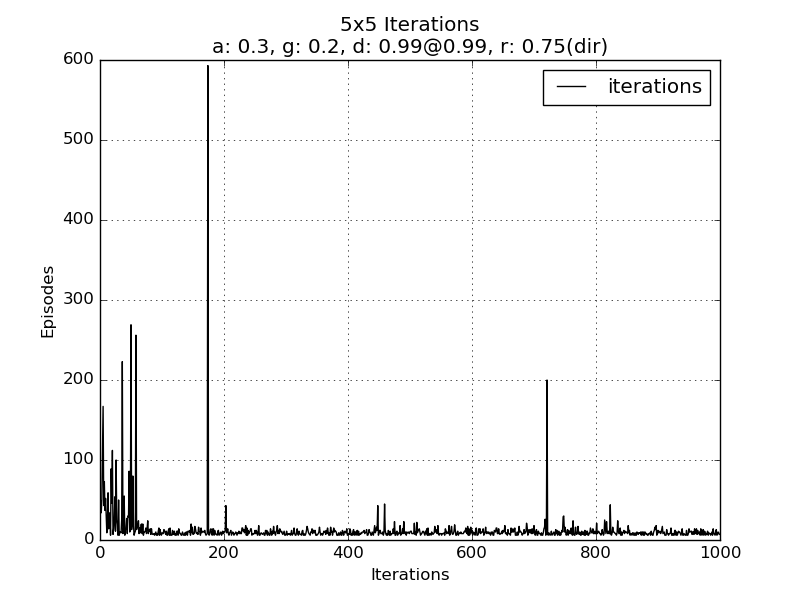 5x5 Iterations
a: 0.3, g: 0.2, d: 0.99@0.99, r: 0.75(dir)
iterations
600
500
400
300
200
100
0
Episodes
0 200 400 600 800 1000
Iterations